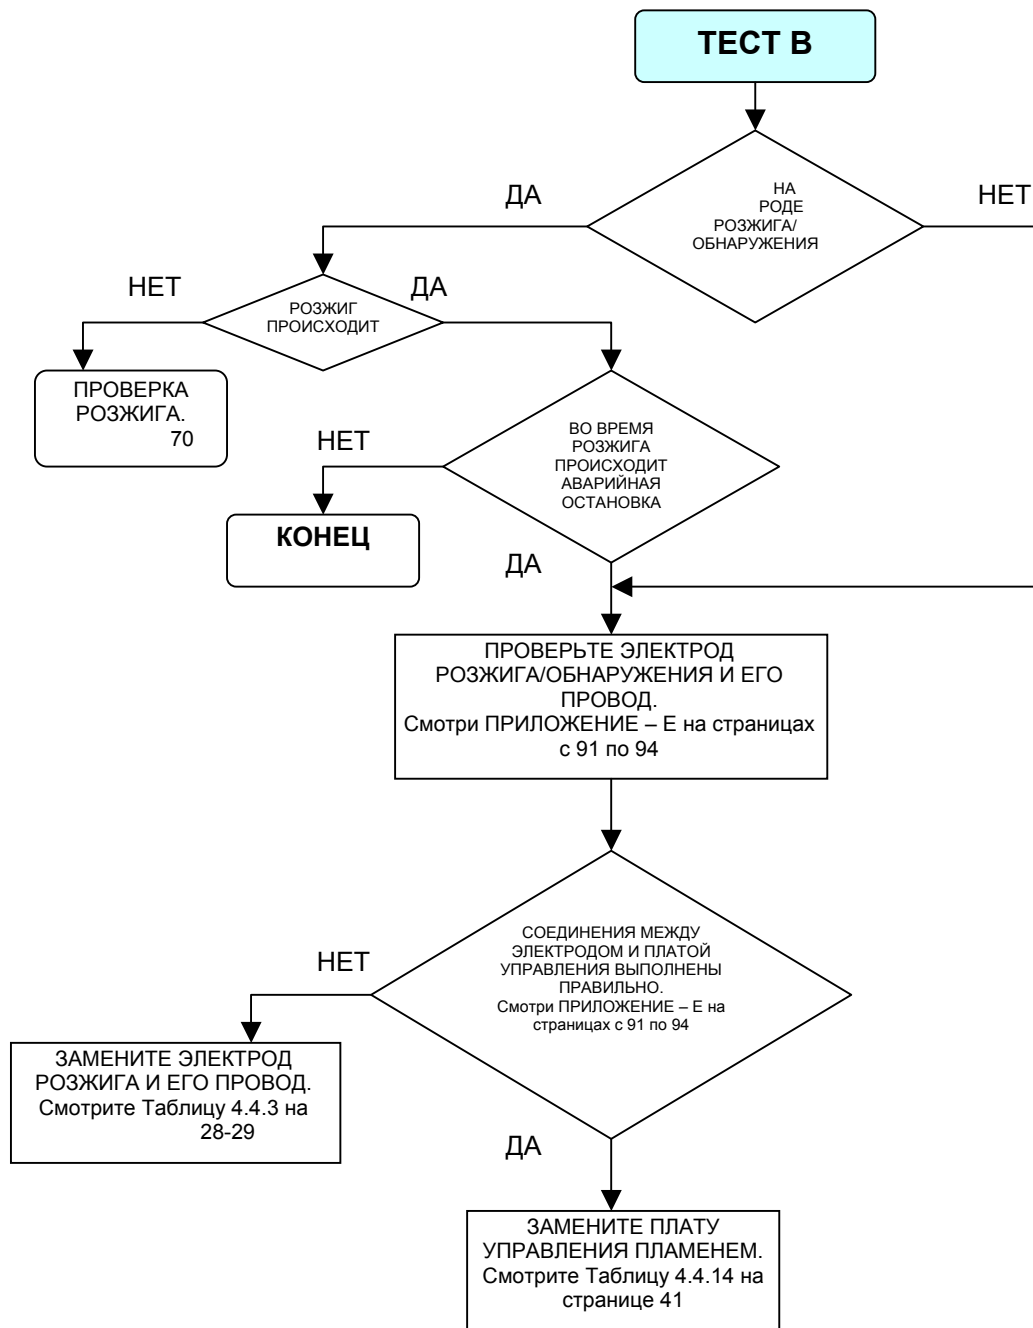 ТЕСТ В
НА
РОДЕ
РОЗЖИГА/
ОБНАРУЖЕНИЯ
ДА
НЕТ
РОЗЖИГ
ПРОИСХОДИТ
НЕТ
ДА
ПРОВЕРКА
РОЗЖИГА.
70
ВО ВРЕМЯ
РОЗЖИГА
ПРОИСХОДИТ
АВАРИЙНАЯ
ОСТАНОВКА
НЕТ
КОНЕЦ
ДА
ПРОВЕРЬТЕ ЭЛЕКТРОД
РОЗЖИГА/ОБНАРУЖЕНИЯ И ЕГО
ПРОВОД.
Смотри ПРИЛОЖЕНИЕ – Е на страницах
с 91 по 94
СОЕДИНЕНИЯ МЕЖДУ
ЭЛЕКТРОДОМ И ПЛАТОЙ
УПРАВЛЕНИЯ ВЫПОЛНЕНЫ
ПРАВИЛЬНО.
Смотри ПРИЛОЖЕНИЕ – Е на
страницах с 91 по 94
НЕТ
ЗАМЕНИТЕ ЭЛЕКТРОД
РОЗЖИГА И ЕГО ПРОВОД.
Смотрите Таблицу 4.4.3 на
28-29
ДА
ЗАМЕНИТЕ ПЛАТУ
УПРАВЛЕНИЯ ПЛАМЕНЕМ.
Смотрите Таблицу 4.4.14 на
странице 41